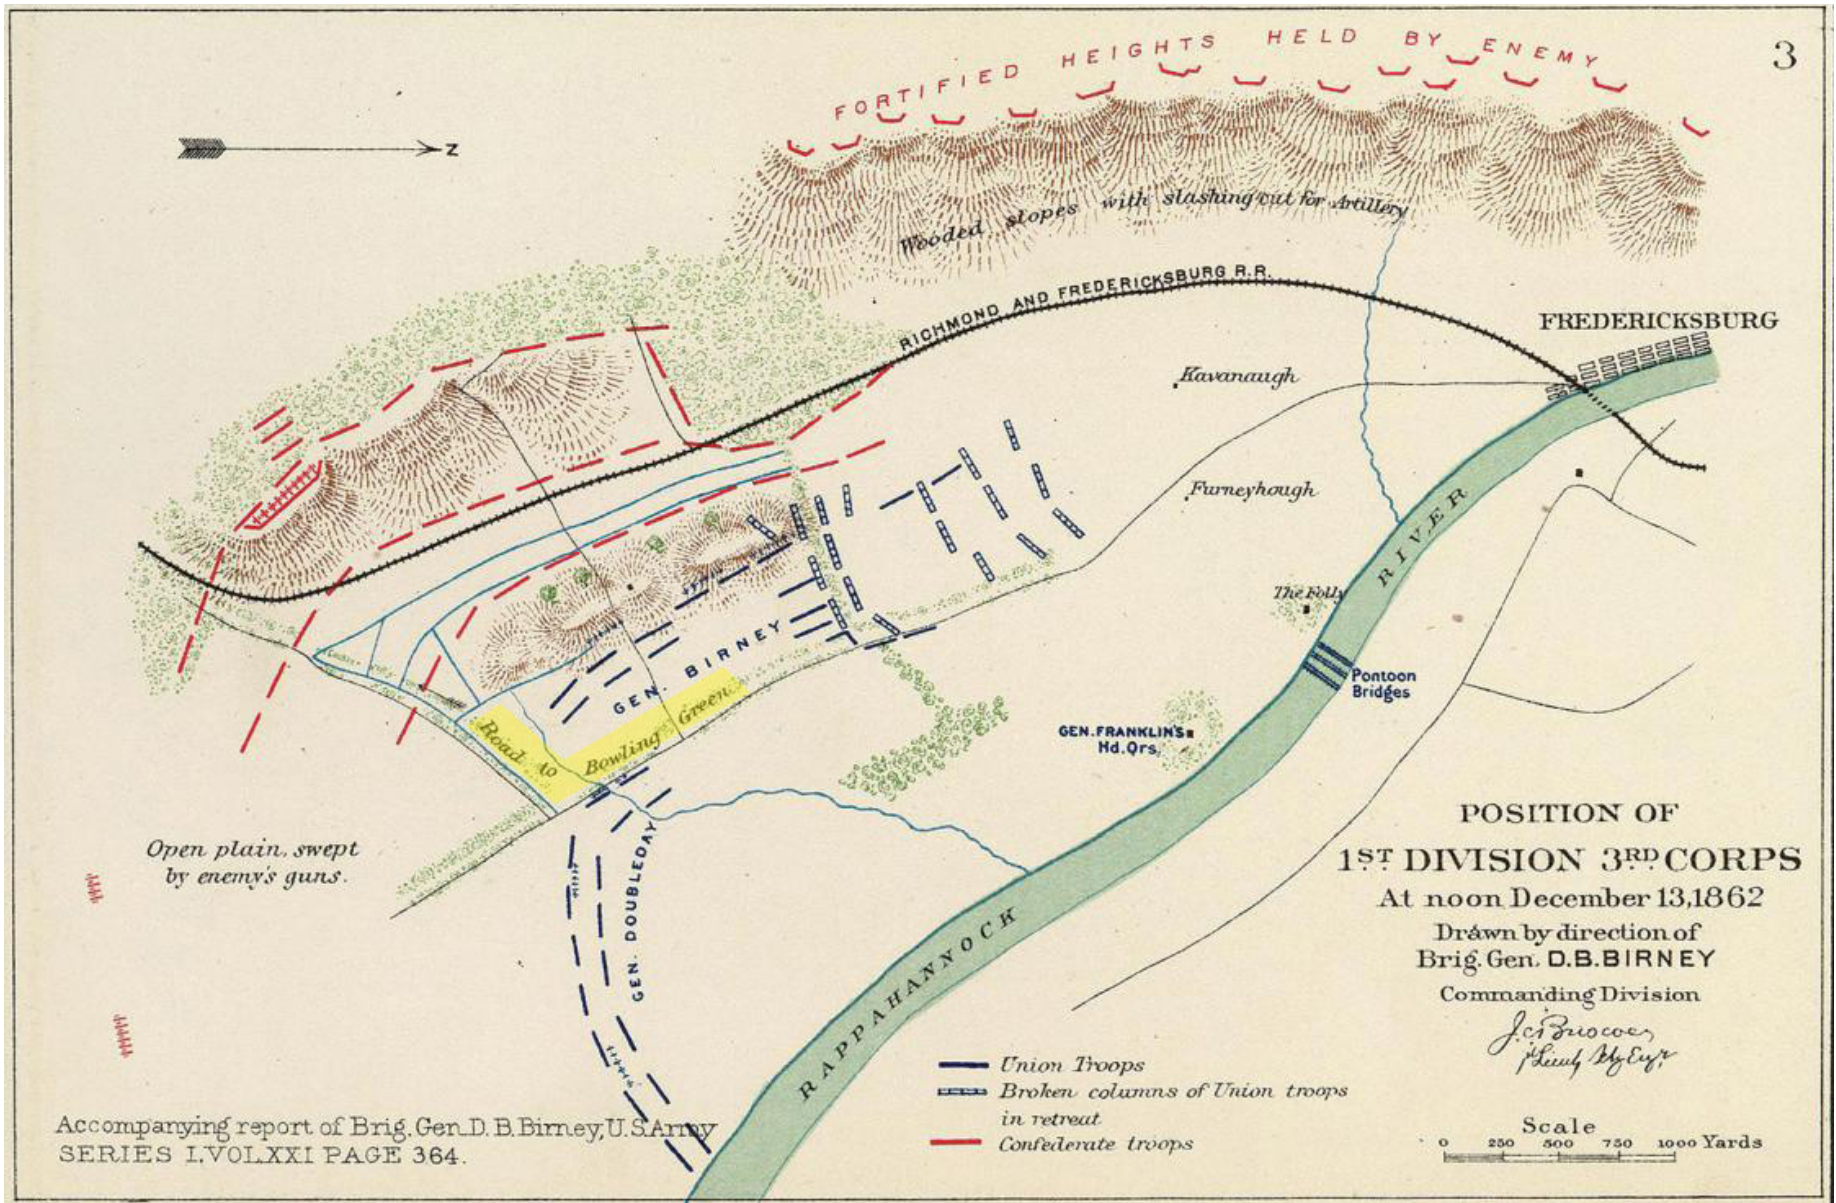 3
FORTIFIED HEIGHTS HELD BY ENEMY
N
Wooded slopes with slashing cut for Artillery
RICHMOND AND FREDERICKSBURG R.R.
FREDERICKSBURG
Kavanaugh
Furneyhough
The Folly
RAPPAHANNOCK RIVER
Pontoon
Bridges
GEN. FRANKLIN'S
Hd.Qrs.
GEN. BIRNEY
Road to Bowling Green
GEN. DOUBLEDAY
Open plain, swept
by enemy's guns.
POSITION OF
1ST DIVISION 3RD CORPS
At noon December 13, 1862
Drawn by direction of
Brig. Gen. D.B. BIRNEY
Commanding Division
Union Troops
Broken columns of Union troops
in retreat
Confederate troops
Scale
0 250 500 750 1000 Yards
Accompanying report of Brig. Gen. D. B. Birney, U.S. Army
SERIES I, VOL. XXI PAGE 364.